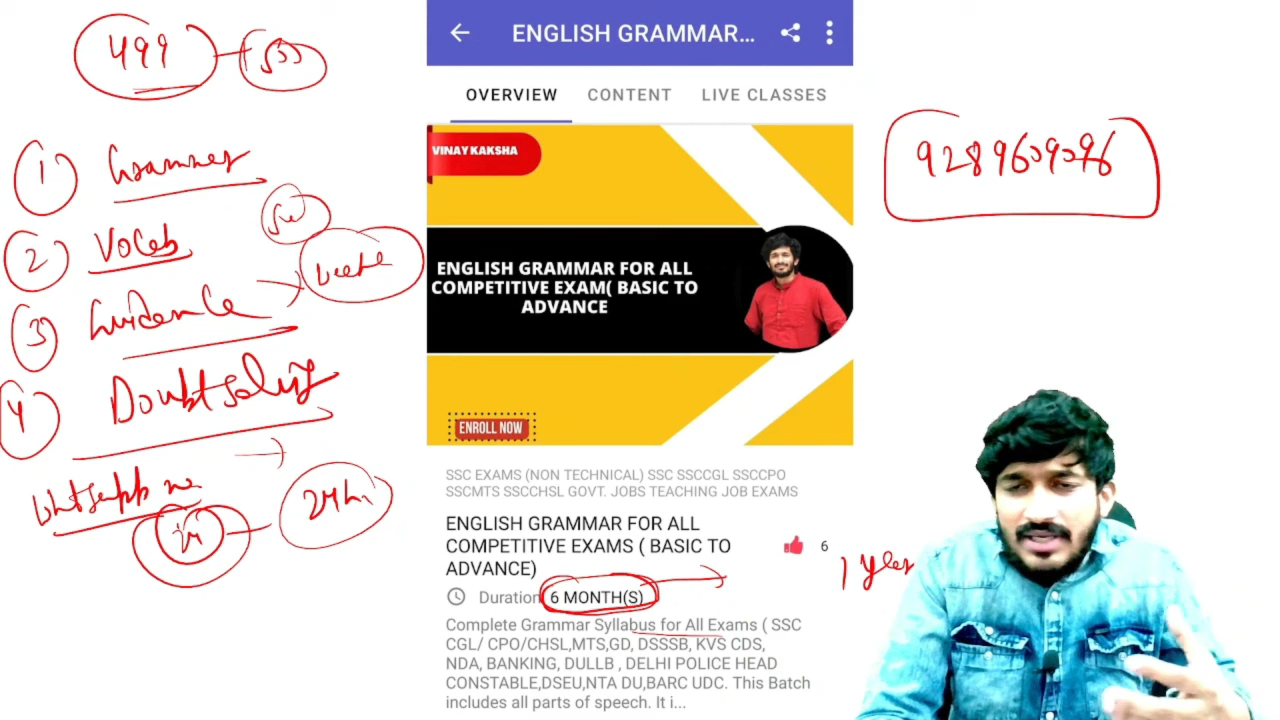 499
1 Grammer
2 Vocab
3 Guidence
4 Doubt solving
Whatsapp no
24 hr
ENGLISH GRAMMAR...
OVERVIEW CONTENT LIVE CLASSES
VINAY KAKSHA
ENGLISH GRAMMAR FOR ALL
COMPETITIVE EXAM( BASIC TO
ADVANCE
ENROLL NOW
SSC EXAMS (NON TECHNICAL) SSC SSCCGL SSCCPO
SSCMTS SSCCHSL GOVT. JOBS TEACHING JOB EXAMS
ENGLISH GRAMMAR FOR ALL
COMPETITIVE EXAMS ( BASIC TO
ADVANCE)
6
Duration 6 MONTH(S)
Complete Grammar Syllabus for All Exams ( SSC
CGL/ CPO/CHSL,MTS,GD, DSSSB, KVS CDS,
NDA, BANKING, DULLB , DELHI POLICE HEAD
CONSTABLE,DSEU,NTA DU,BARC UDC. This Batch
includes all parts of speech. It i...
1 year